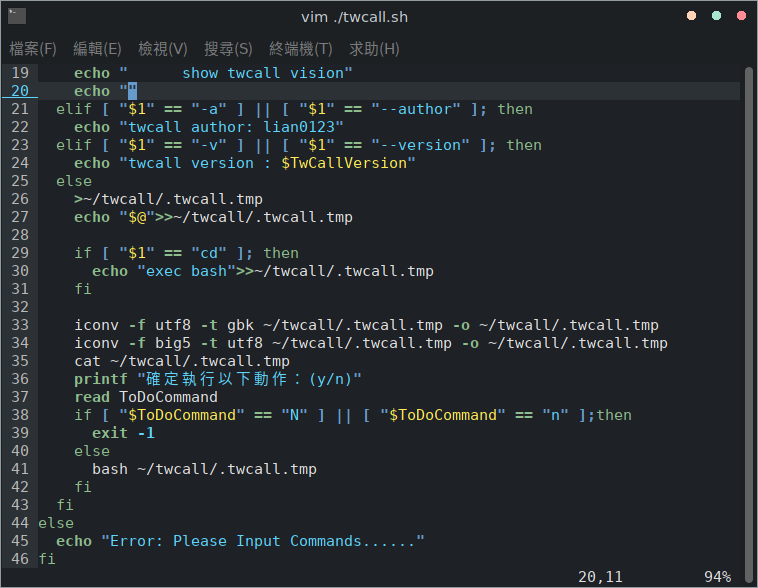 vim ./twcall.sh
檔案(F) 編輯(E) 檢視(V) 搜尋(S) 終端機(T) 求助(H)
19     echo "      show twcall vision"
20     echo ""
21   elif [ "$1" == "-a" ] || [ "$1" == "--author" ]; then
22     echo "twcall author: lian0123"
23   elif [ "$1" == "-v" ] || [ "$1" == "--version" ]; then
24     echo "twcall version : $TwCallVersion"
25   else
26     >~/twcall/.twcall.tmp
27     echo "$@">>~/twcall/.twcall.tmp
28
29     if [ "$1" == "cd" ]; then
30       echo "exec bash">>~/twcall/.twcall.tmp
31     fi
32
33     iconv -f utf8 -t gbk ~/twcall/.twcall.tmp -o ~/twcall/.twcall.tmp
34     iconv -f big5 -t utf8 ~/twcall/.twcall.tmp -o ~/twcall/.twcall.tmp
35     cat ~/twcall/.twcall.tmp
36     printf "確定執行以下動作：(y/n)"
37     read ToDoCommand
38     if [ "$ToDoCommand" == "N" ] || [ "$ToDoCommand" == "n" ];then
39       exit -1
40     else
41       bash ~/twcall/.twcall.tmp
42     fi
43   fi
44 else
45   echo "Error: Please Input Commands......"
46 fi
20,11 94%